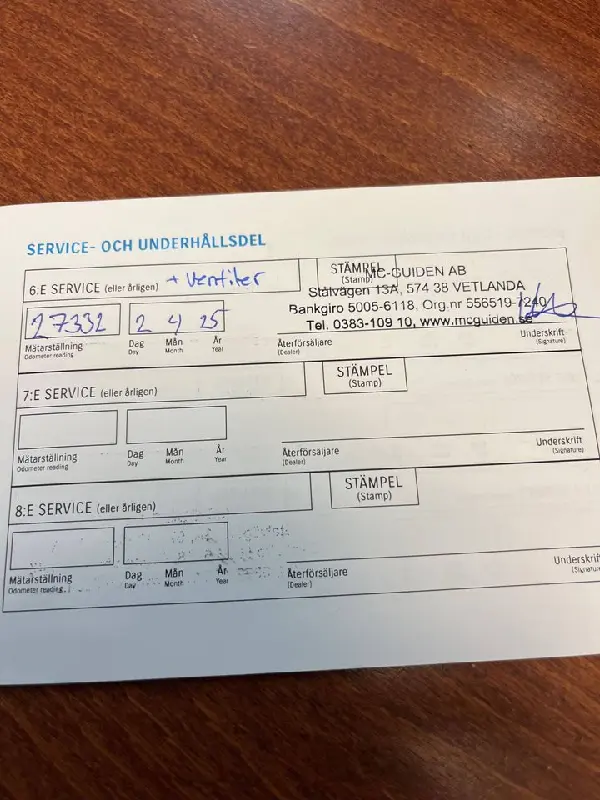 SERVICE- OCH UNDERHÅLLSDEL
6.E SERVICE (eller årligen) + Ventiler
STÄMPEL
(Stamp)
MC-GUIDEN AB
Stålvägen 13A, 574 38 VETLANDA
Bankgiro 5005-6118. Org.nr 556519-7240
Tel. 0383-109 10, www.mcguiden.se
27332 2 4 25
Mätarställning Dag Mån År Återförsäljare Underskrift
Odometer reading Day Month Year (Dealer) (Signature)
7:E SERVICE (eller årligen)
STÄMPEL
(Stamp)
Mätarställning Dag Mån År Återförsäljare Underskrift
Odometer reading Day Month Year (Dealer) (Signature)
8:E SERVICE (eller årligen)
STÄMPEL
(Stamp)
Mätarställning Dag Mån År Återförsäljare Underskrift
Odometer reading Day Month Year (Dealer) (Signature